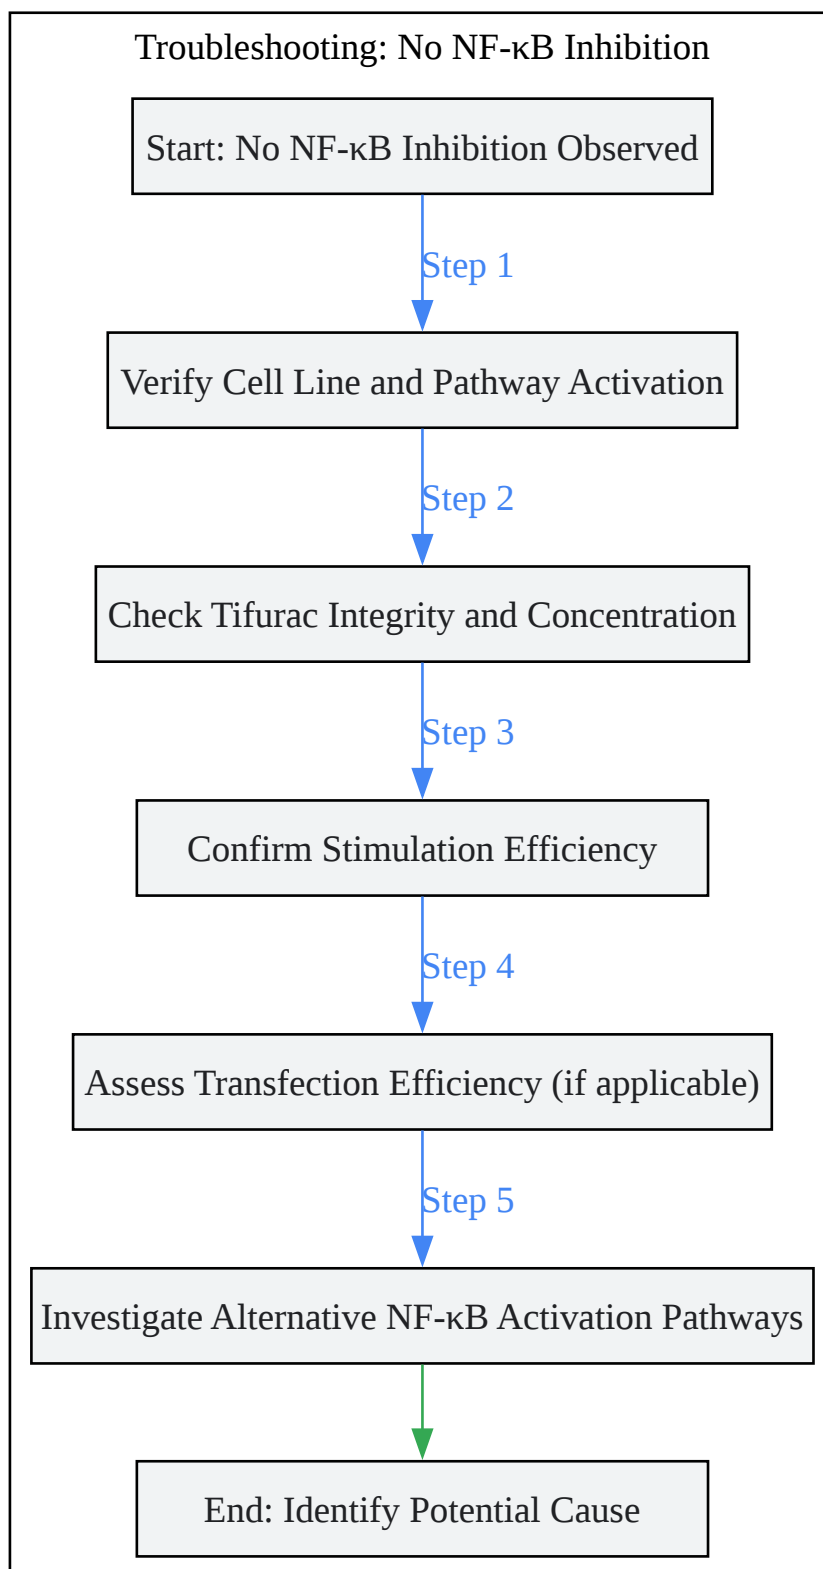 Troubleshooting: No NF-κB Inhibition
Start: No NF-κB Inhibition Observed
Step 1
Verify Cell Line and Pathway Activation
Step 2
Check Tifurac Integrity and Concentration
Step 3
Confirm Stimulation Efficiency
Step 4
Assess Transfection Efficiency (if applicable)
Step 5
Investigate Alternative NF-κB Activation Pathways
End: Identify Potential Cause